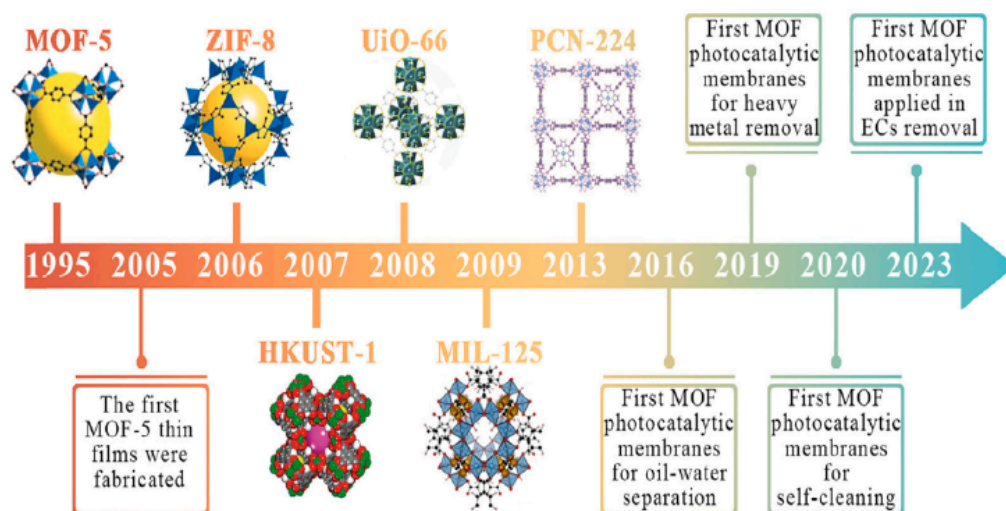 MOF-5
ZIF-8
UiO-66
PCN-224
First MOF
photocatalytic
membranes
for heavy
metal removal
First MOF
photocatalytic
membranes
applied in
ECs removal
1995 2005 2006 2007 2008 2009 2013 2016 2019 2020 2023
The first
MOF-5 thin
films were
fabricated
HKUST-1
MIL-125
First MOF
photocatalytic
membranes
for oil-water
separation
First MOF
photocatalytic
membranes
for
self-cleaning